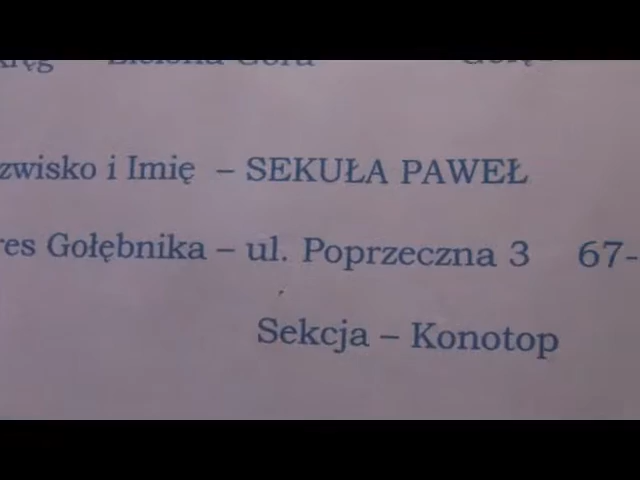 zwisko i Imię – SEKUŁA PAWEŁ
res Gołębnika – ul. Poprzeczna 3 67-
Sekcja – Konotop